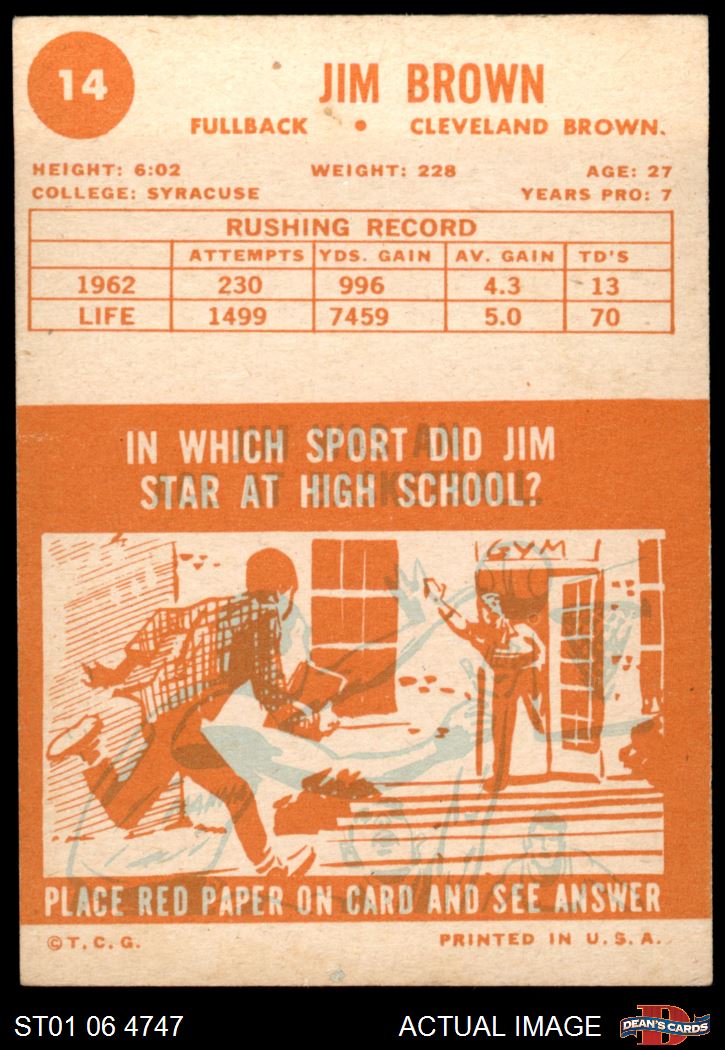 14
JIM BROWN
FULLBACK • CLEVELAND BROWN.
HEIGHT: 6:02 WEIGHT: 228 AGE: 27
COLLEGE: SYRACUSE YEARS PRO: 7
RUSHING RECORD
ATTEMPTS YDS. GAIN AV. GAIN TD'S
1962 230 996 4.3 13
LIFE 1499 7459 5.0 70
IN WHICH SPORT DID JIM
STAR AT HIGH SCHOOL?
GYM
PLACE RED PAPER ON CARD AND SEE ANSWER
©T.C.G. PRINTED IN U.S.A.
ST01 06 4747 ACTUAL IMAGE DEAN'S CARDS